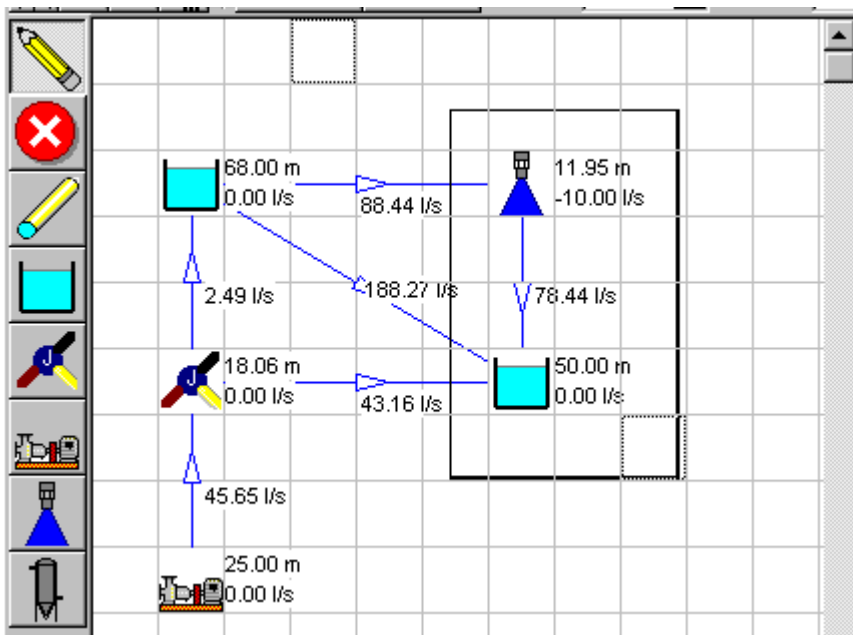 68.00 m
0.00 l/s
88.44 l/s
11.95 m
-10.00 l/s
2.49 l/s
188.27 l/s
78.44 l/s
J
18.06 m
0.00 l/s
43.16 l/s
50.00 m
0.00 l/s
J
45.65 l/s
25.00 m
0.00 l/s